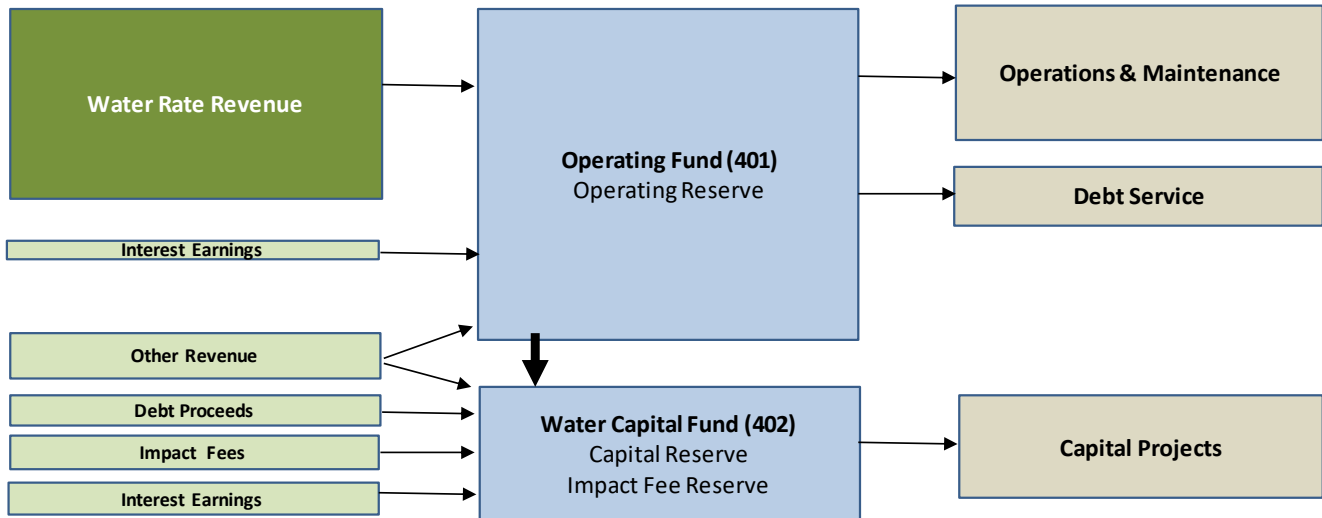 Water Rate Revenue
Interest Earnings
Other Revenue
Debt Proceeds
Impact Fees
Interest Earnings
Operating Fund (401)
Operating Reserve
Water Capital Fund (402)
Capital Reserve
Impact Fee Reserve
Operations & Maintenance
Debt Service
Capital Projects